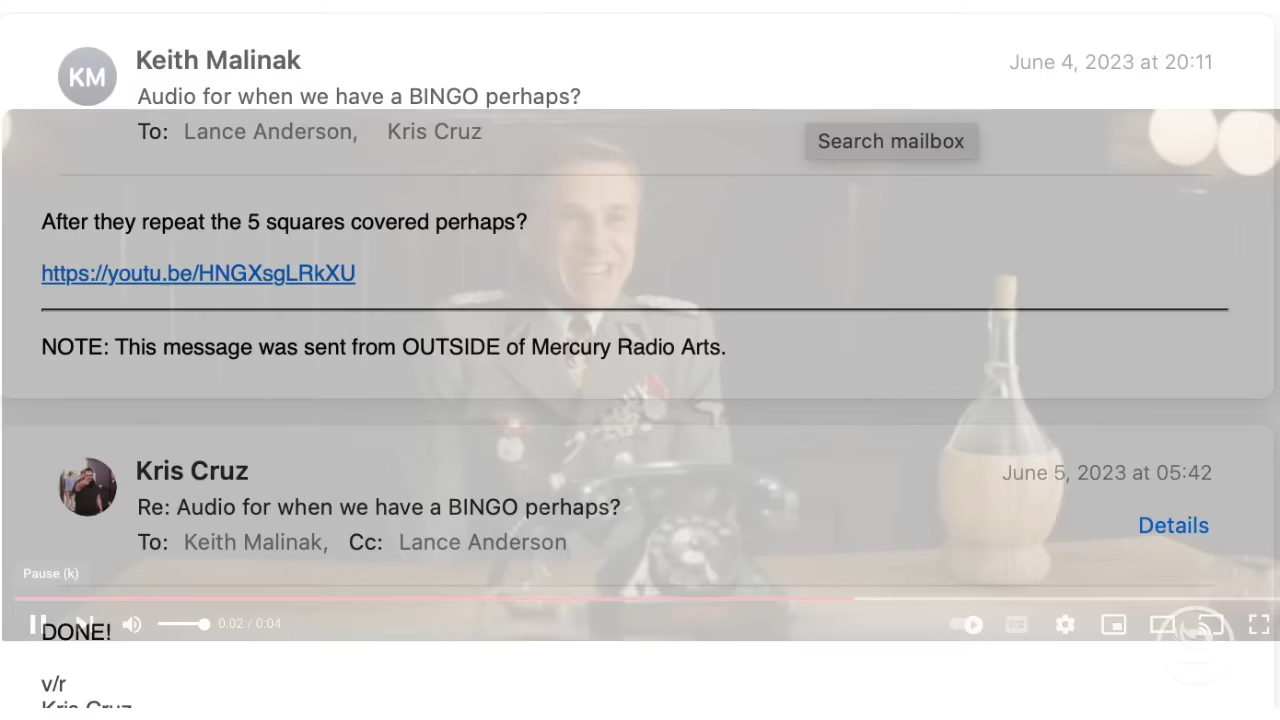 KM
Keith Malinak
June 4, 2023 at 20:11
Audio for when we have a BINGO perhaps?
To: Lance Anderson, Kris Cruz
Search mailbox
After they repeat the 5 squares covered perhaps?
https://youtu.be/HNGXsgLRkXU
NOTE: This message was sent from OUTSIDE of Mercury Radio Arts.
Kris Cruz
June 5, 2023 at 05:42
Re: Audio for when we have a BINGO perhaps?
Details
To: Keith Malinak, Cc: Lance Anderson
Pause (k)
0:02 / 0:04
DONE!
v/r
Kris Cruz